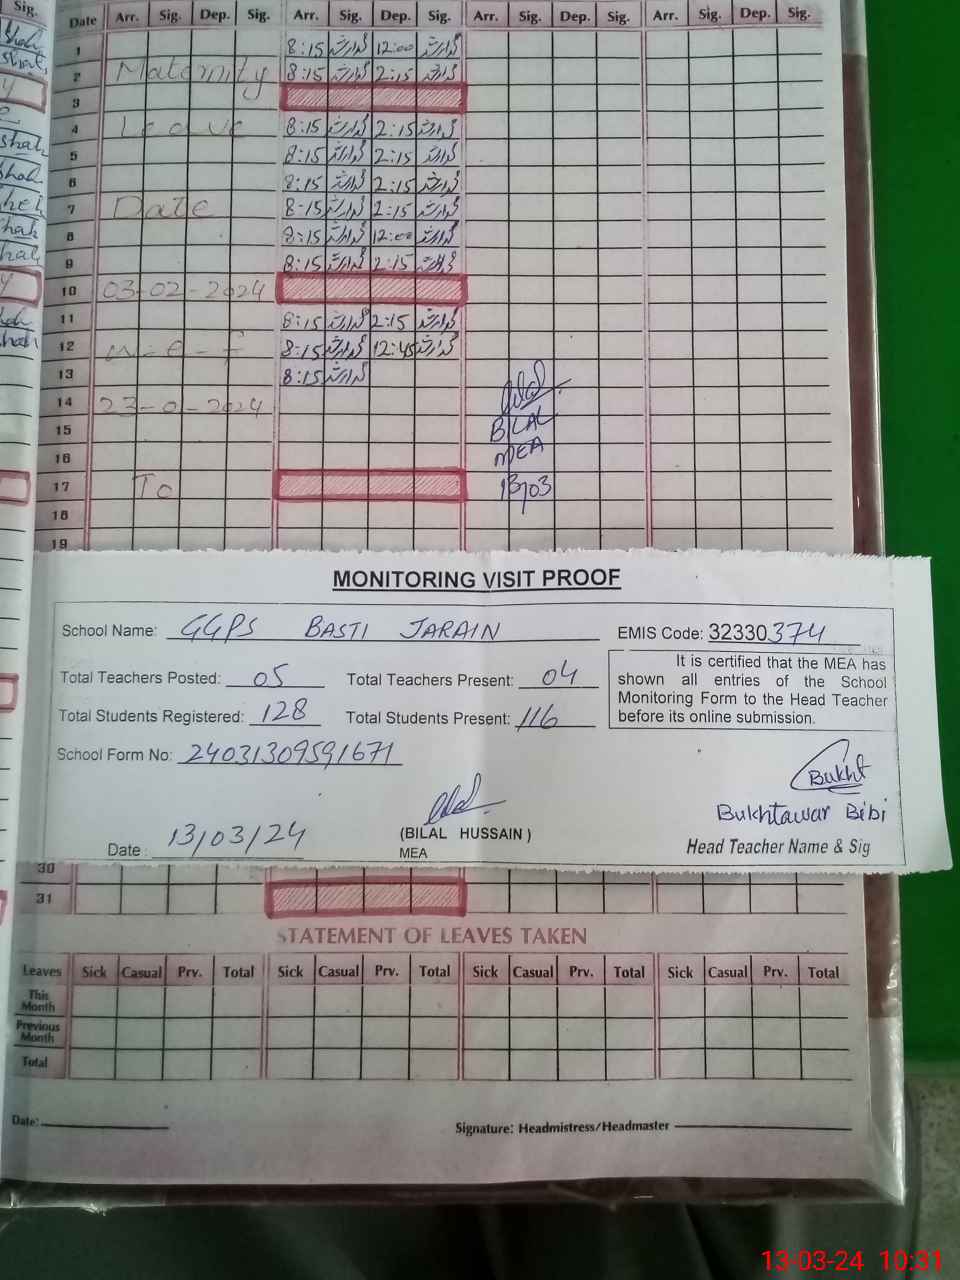 Sig.
Date Arr. Sig. Dep. Sig. Arr. Sig. Dep. Sig. Arr. Sig. Dep. Sig. Arr. Sig. Dep. Sig.
1 8:15 12:00
2 Maternity 8:15 2:15
3
4 Leave 8:15 2:15
5 8:15 2:15
6 8:15 2:15
7 Date 8:15 2:15
8 8:15 12:00
9 8:15 2:15
10 03-02-2024
11 8:15 2:15
12 w-e-f 8:15 12:45
13 8:15
14 23-0-2024
15 BILAL
16 MEA
17 To 13/03
18
19
MONITORING VISIT PROOF
School Name: GGPS BASTI JARAIN EMIS Code: 32330374
Total Teachers Posted: 05 Total Teachers Present: 04
Total Students Registered: 128 Total Students Present: 116
It is certified that the MEA has
shown all entries of the School
Monitoring Form to the Head Teacher
before its online submission.
School Form No: 24031309591671
Bukht
Bukhtawar Bibi
Date: 13/03/24 (BILAL HUSSAIN)
MEA
Head Teacher Name & Sig
30
31
STATEMENT OF LEAVES TAKEN
Leaves Sick Casual Prv. Total Sick Casual Prv. Total Sick Casual Prv. Total Sick Casual Prv. Total
This Month
Previous Month
Total
Date: Signature: Headmistress/Headmaster
13-03-24 10:31